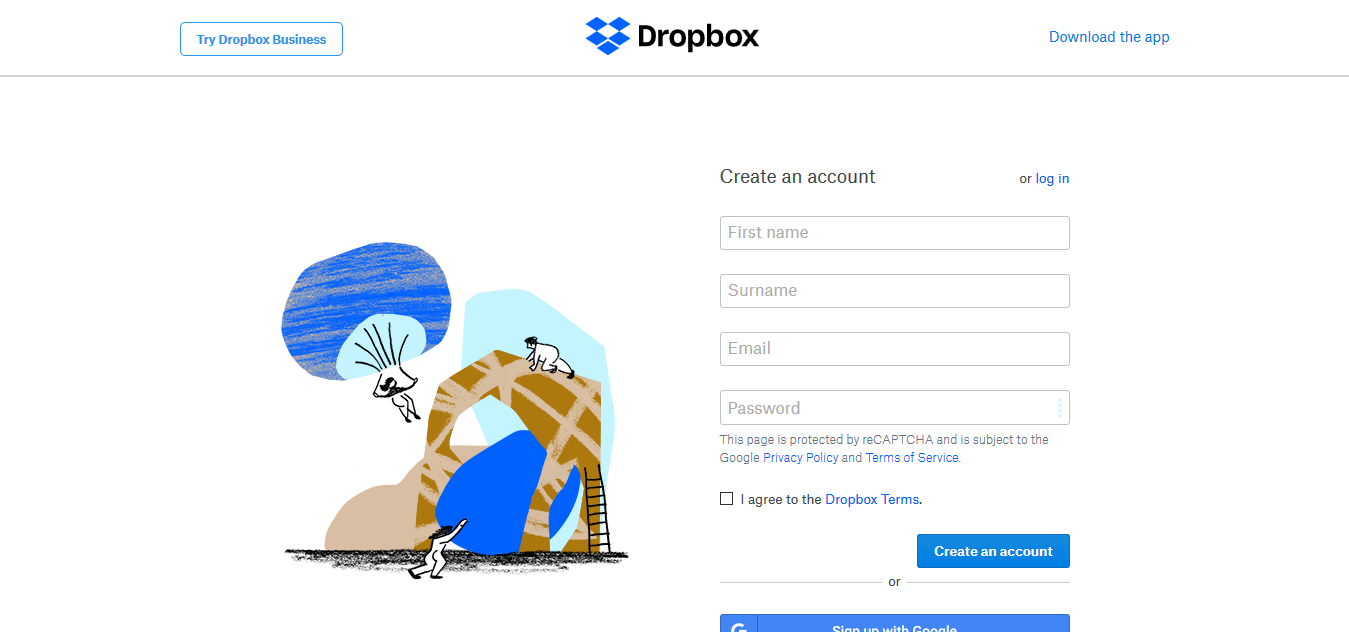 Try Dropbox Business
Dropbox
Download the app
Create an account
or log in
First name
Surname
Email
Password
This page is protected by reCAPTCHA and is subject to the
Google Privacy Policy and Terms of Service.
I agree to the Dropbox Terms.
Create an account
or
G Sign up with Google